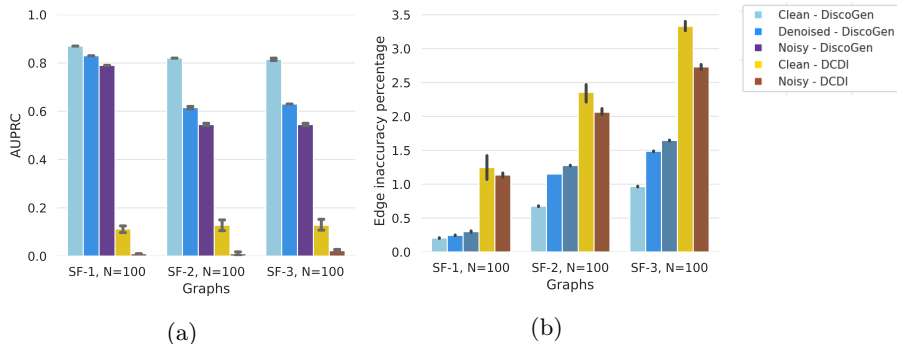 1.0
0.8
0.6
0.4
0.2
0.0
AUPRC
SF-1, N=100 SF-2, N=100 SF-3, N=100
Graphs
(a)
3.5
3.0
2.5
2.0
1.5
1.0
0.5
0.0
Edge inaccuracy percentage
SF-1, N=100 SF-2, N=100 SF-3, N=100
Graphs
(b)
Clean - DiscoGen
Denoised - DiscoGen
Noisy - DiscoGen
Clean - DCDI
Noisy - DCDI